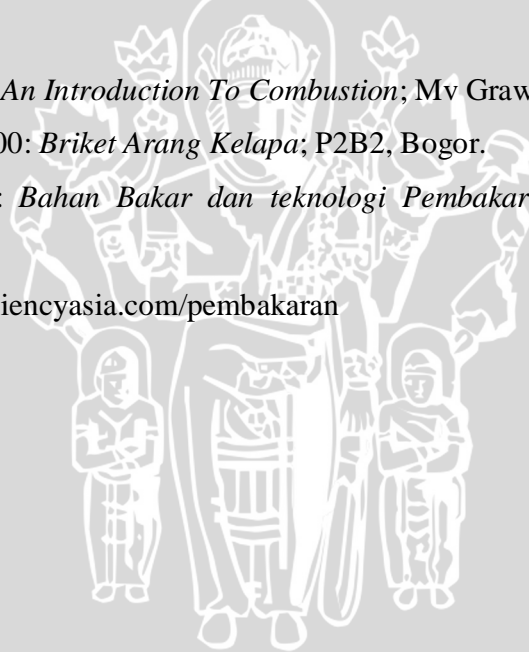 An Introduction To Combustion; Mv Graw
00: Briket Arang Kelapa; P2B2, Bogor.
: Bahan Bakar dan teknologi Pembakar
iencyasia.com/pembakaran